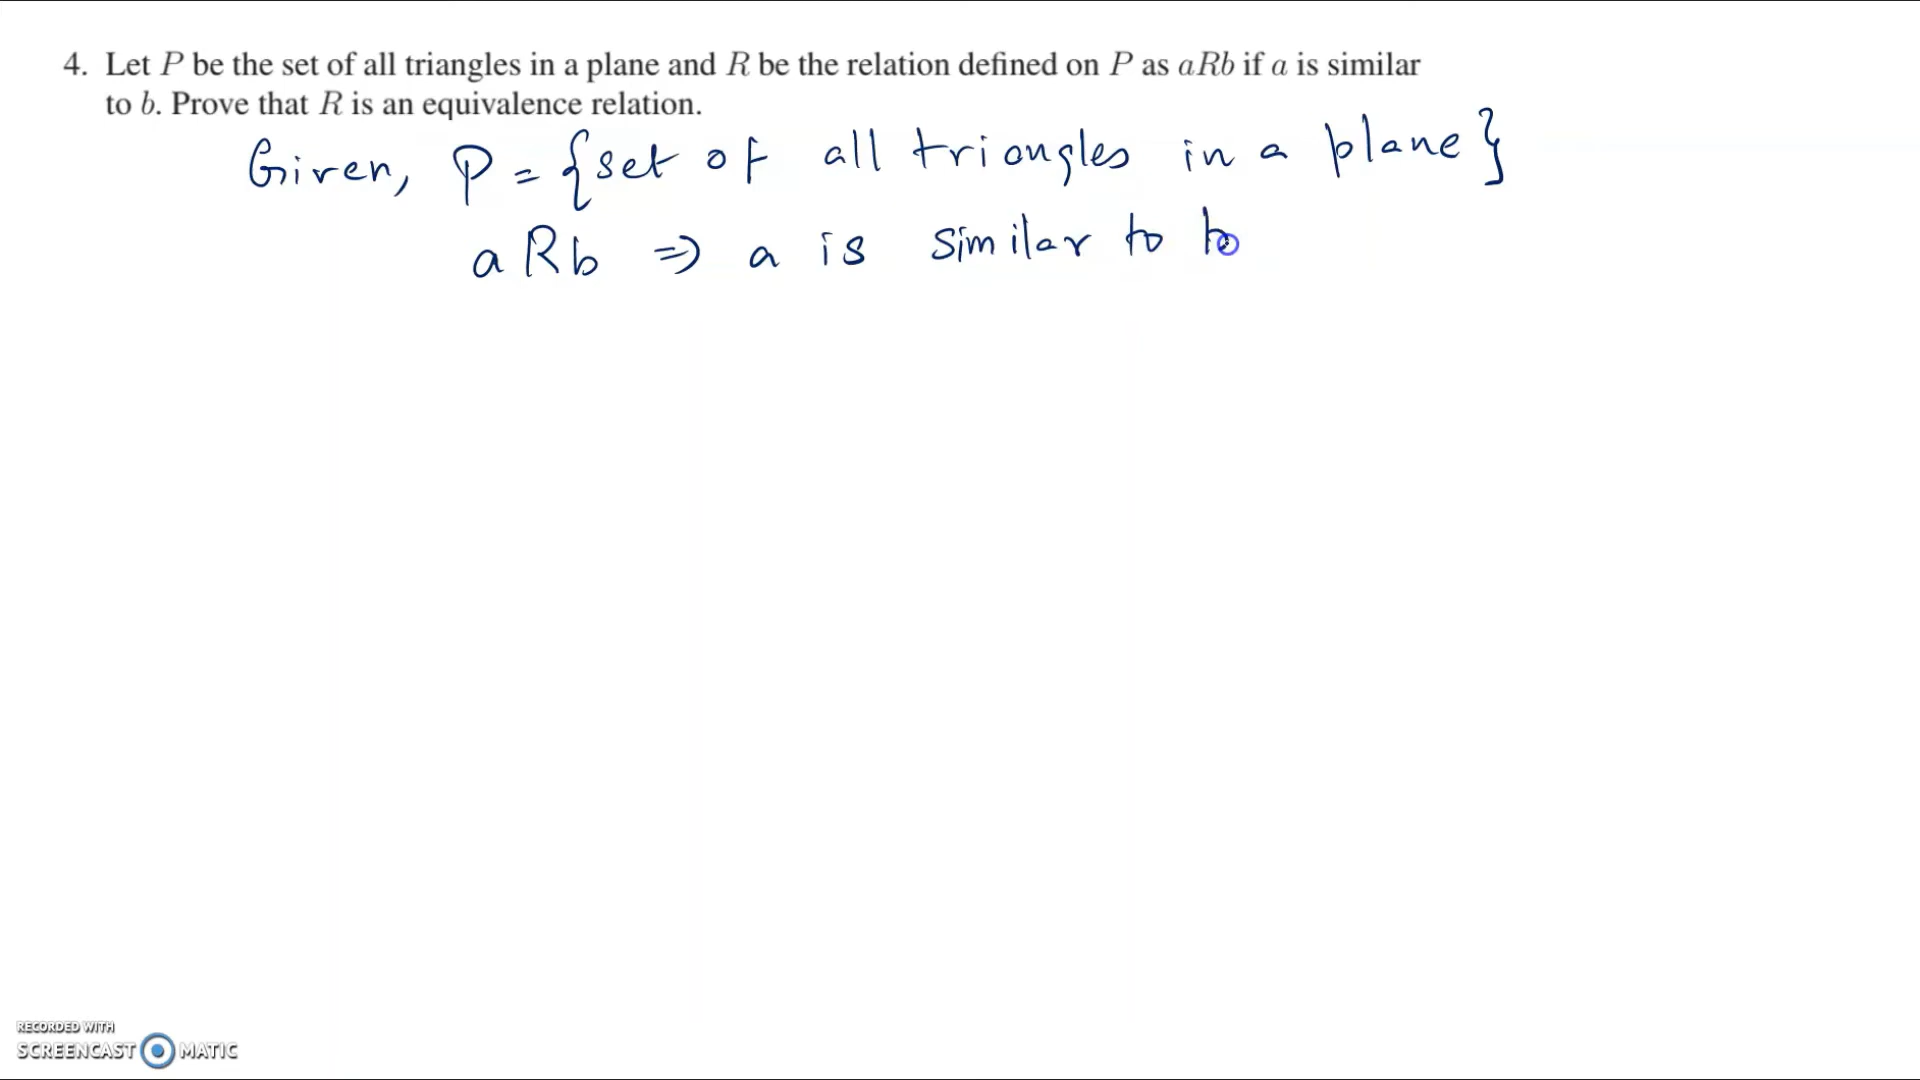 4. Let P be the set of all triangles in a plane and R be the relation defined on P as aRb if a is similar
to b. Prove that R is an equivalence relation.
Given, P = {set of all triangles in a plane}
aRb ⇒ a is similar to b
RECORDED WITH
SCREENCAST MATIC